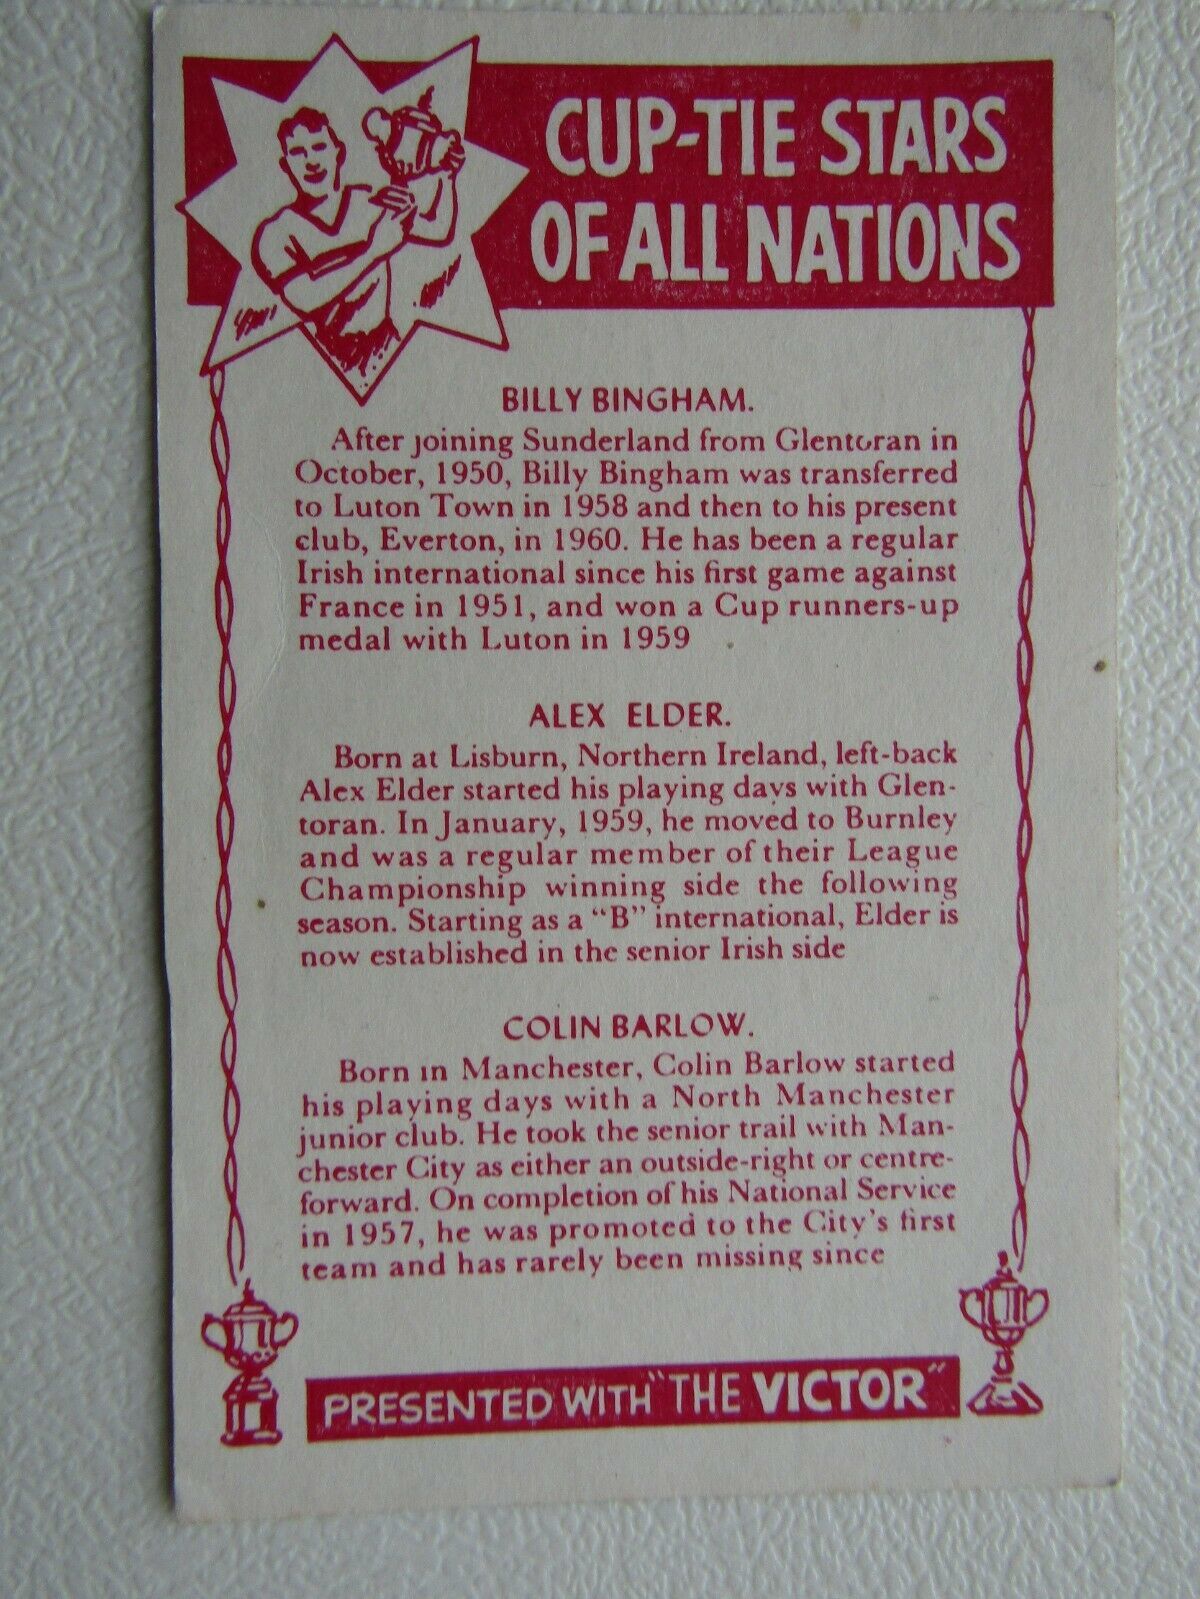 CUP-TIE STARS
OF ALL NATIONS
BILLY BINGHAM.
After joining Sunderland from Glentoran in
October, 1950, Billy Bingham was transferred
to Luton Town in 1958 and then to his present
club, Everton, in 1960. He has been a regular
Irish international since his first game against
France in 1951, and won a Cup runners-up
medal with Luton in 1959
ALEX ELDER.
Born at Lisburn, Northern Ireland, left-back
Alex Elder started his playing days with Glen-
toran. In January, 1959, he moved to Burnley
and was a regular member of their League
Championship winning side the following
season. Starting as a "B" international, Elder is
now established in the senior Irish side
COLIN BARLOW.
Born in Manchester, Colin Barlow started
his playing days with a North Manchester
junior club. He took the senior trail with Man-
chester City as either an outside-right or centre-
forward. On completion of his National Service
in 1957, he was promoted to the City's first
team and has rarely been missing since
PRESENTED WITH "THE VICTOR"